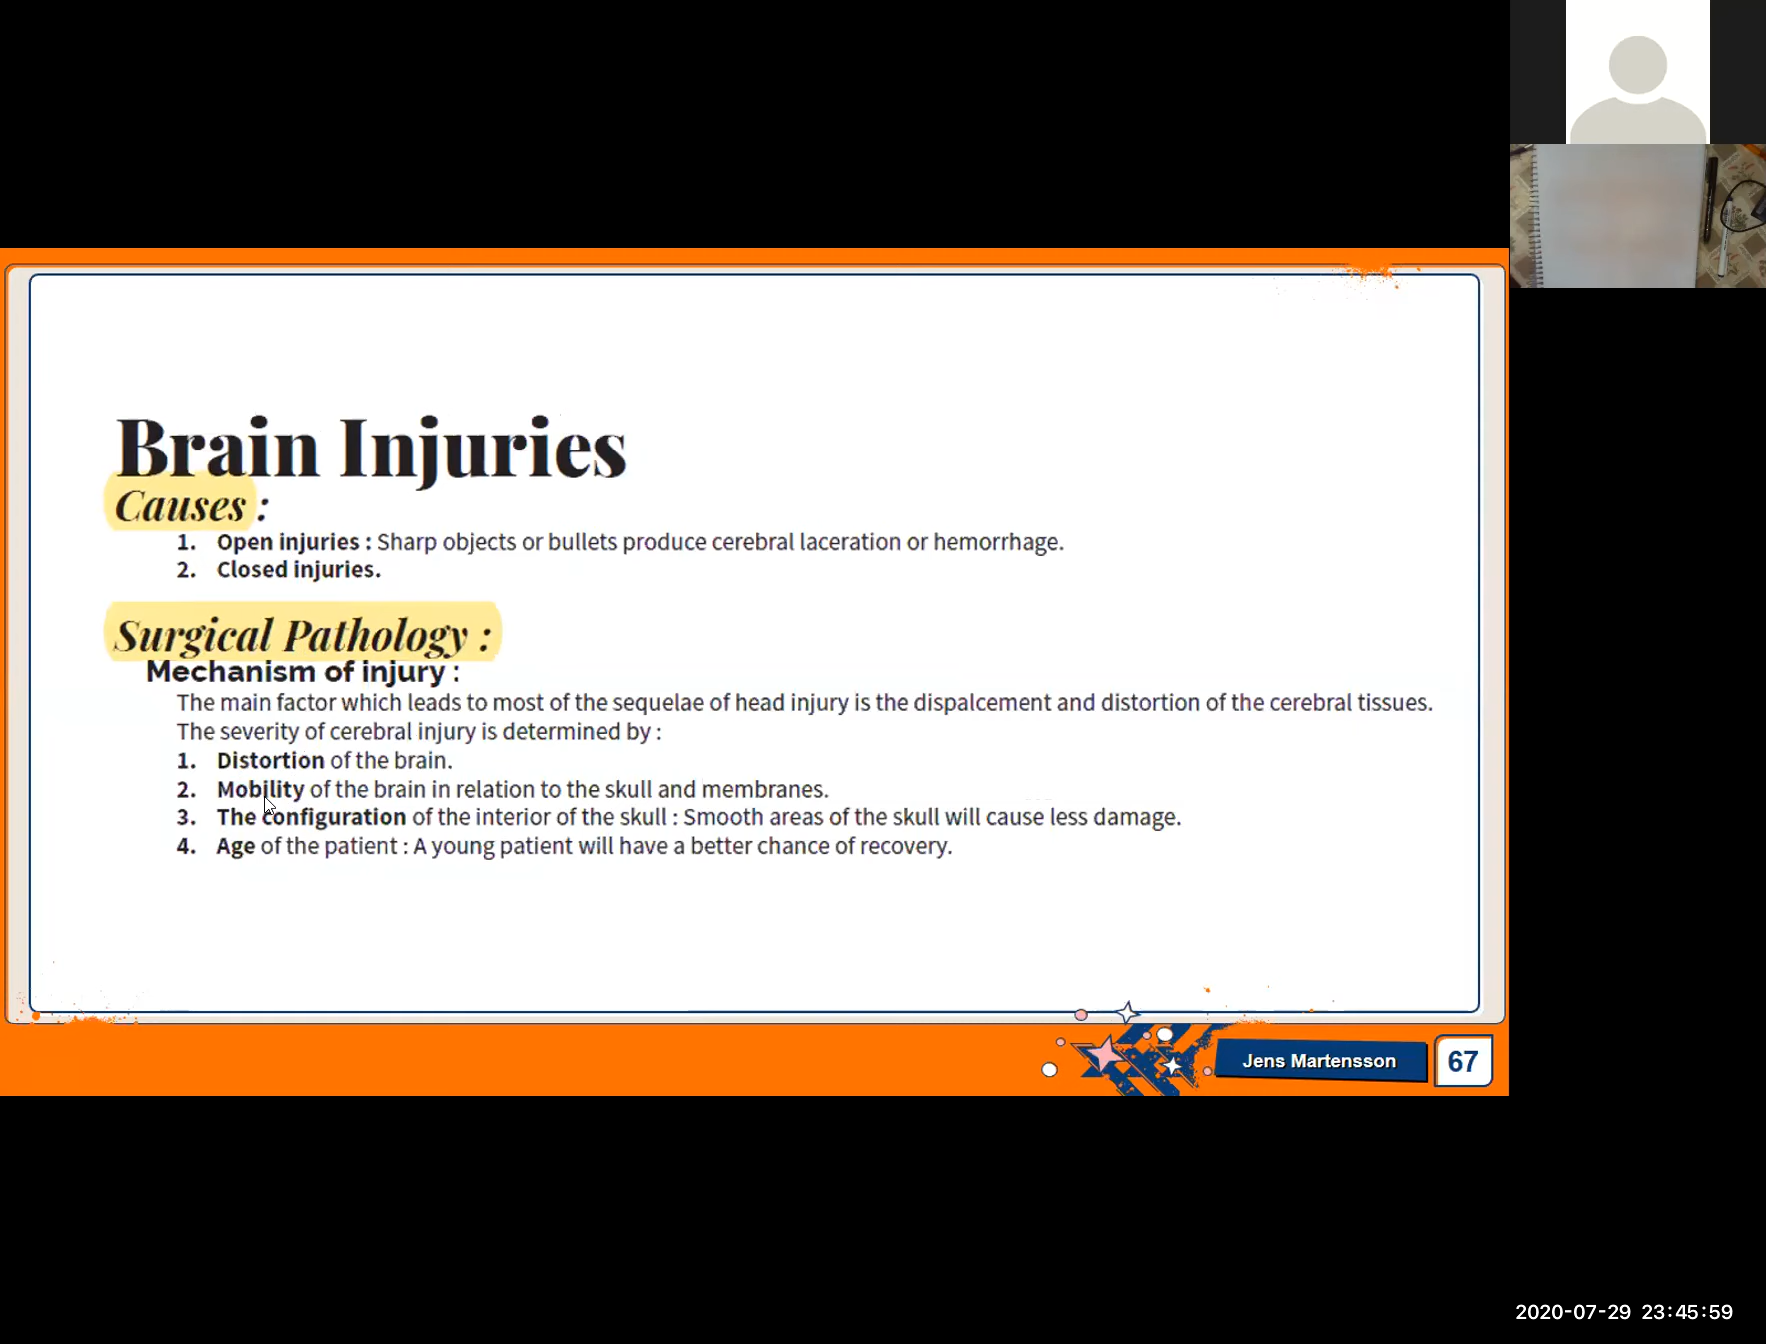 Brain Injuries
Causes :
1. Open injuries : Sharp objects or bullets produce cerebral laceration or hemorrhage.
2. Closed injuries.
Surgical Pathology :
Mechanism of injury :
The main factor which leads to most of the sequelae of head injury is the dispalcement and distortion of the cerebral tissues.
The severity of cerebral injury is determined by :
1. Distortion of the brain.
2. Mobility of the brain in relation to the skull and membranes.
3. The configuration of the interior of the skull : Smooth areas of the skull will cause less damage.
4. Age of the patient : A young patient will have a better chance of recovery.
Jens Martensson
67
2020-07-29 23:45:59